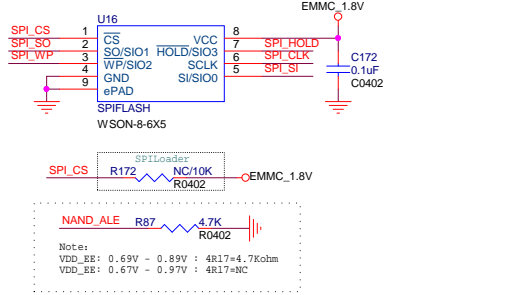 EMMC_1.8V
U16
SPI_CS 1 CS VCC 8
SPI_SO 2 SO/SIO1 HOLD/SIO3 7 SPI_HOLD
SPI_WP 3 WP/SIO2 SCLK 6 SPI_CLK
4 GND SI/SIO0 5 SPI_SI
9 ePAD
C172
0.1uF
C0402
SPIFLASH
WSON-8-6X5
SPILoader
SPI_CS R172 NC/10K EMMC_1.8V
R0402
NAND_ALE R87 4.7K
R0402
Note:
VDD_EE: 0.69V - 0.89V : 4R17=4.7Kohm
VDD_EE: 0.67V - 0.97V : 4R17=NC